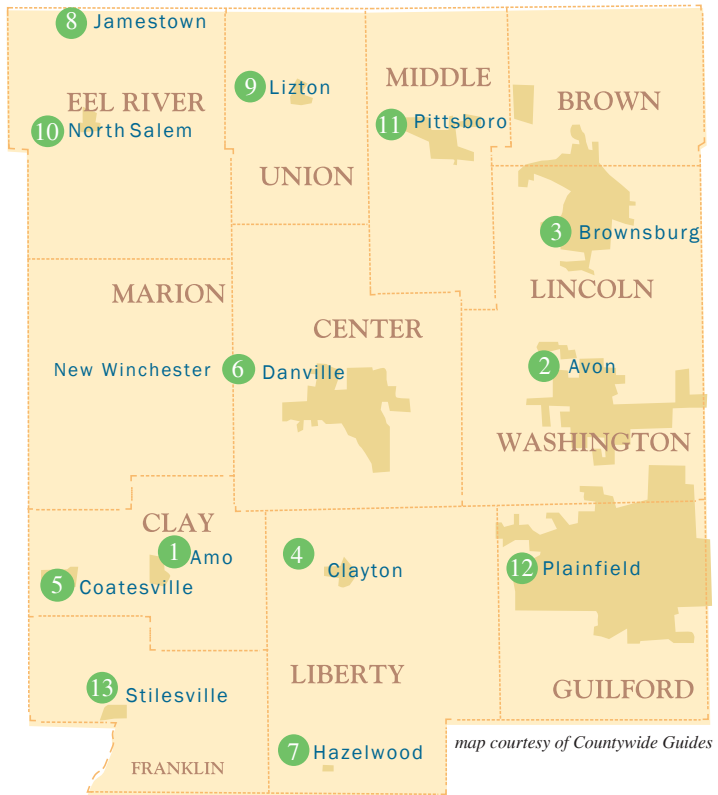 8 Jamestown
9 Lizton
MIDDLE
EEL RIVER
BROWN
10 North Salem
11 Pittsboro
UNION
3 Brownsburg
MARION
LINCOLN
CENTER
New Winchester
6 Danville
2 Avon
WASHINGTON
CLAY
1 Amo
4 Clayton
12 Plainfield
5 Coatesville
LIBERTY
GUILFORD
13 Stilesville
7 Hazelwood
map courtesy of Countywide Guides
FRANKLIN